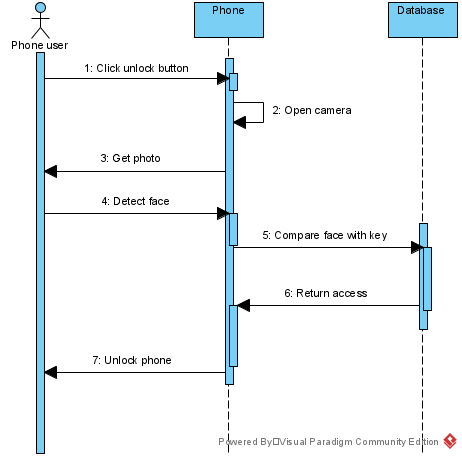 Phone
Database
Phone user
1: Click unlock button
2: Open camera
3: Get photo
4: Detect face
5: Compare face with key
6: Return access
7: Unlock phone
Powered By□Visual Paradigm Community Edition